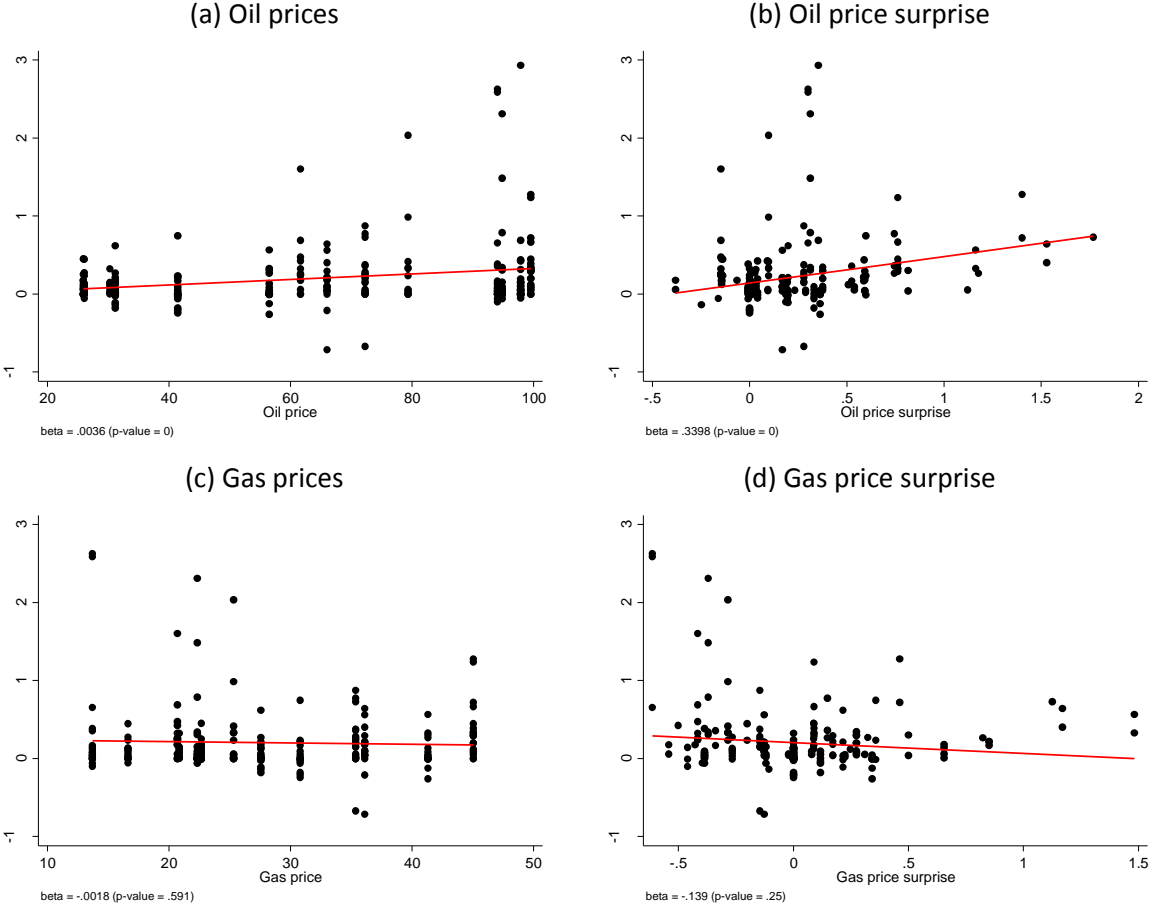 (a) Oil prices
(b) Oil price surprise
3
2
1
0
-1
20 40 60 80 100
Oil price
beta = .0036 (p-value = 0)
3
2
1
0
-1
-.5 0 .5 1 1.5 2
Oil price surprise
beta = .3398 (p-value = 0)
(c) Gas prices
(d) Gas price surprise
3
2
1
0
-1
10 20 30 40 50
Gas price
beta = -.0018 (p-value = .591)
3
2
1
0
-1
-.5 0 .5 1 1.5
Gas price surprise
beta = -.139 (p-value = .25)